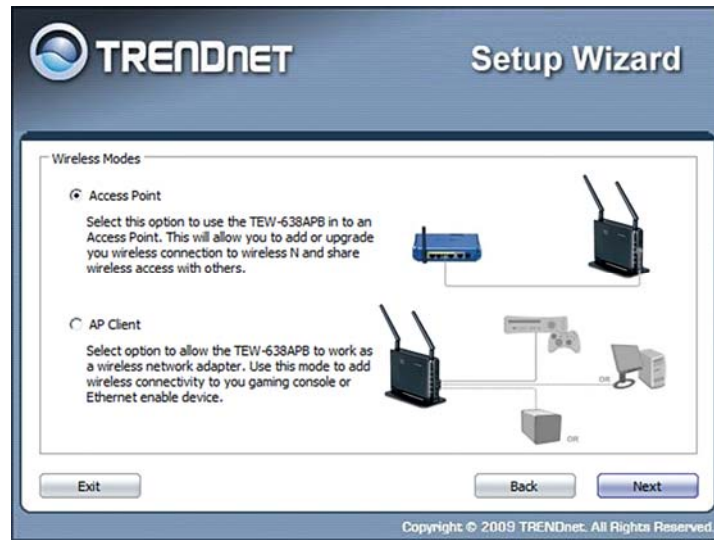 TRENDNET
Setup Wizard
Wireless Modes
Access Point
Select this option to use the TEW-638APB in to an
Access Point. This will allow you to add or upgrade
you wireless connection to wireless N and share
wireless access with others.
AP Client
Select option to allow the TEW-638APB to work as
a wireless network adapter. Use this mode to add
wireless connectivity to you gaming console or
Ethernet enable device.
OR
OR
Exit
Back
Next
Copyright © 2009 TRENDnet. All Rights Reserved.